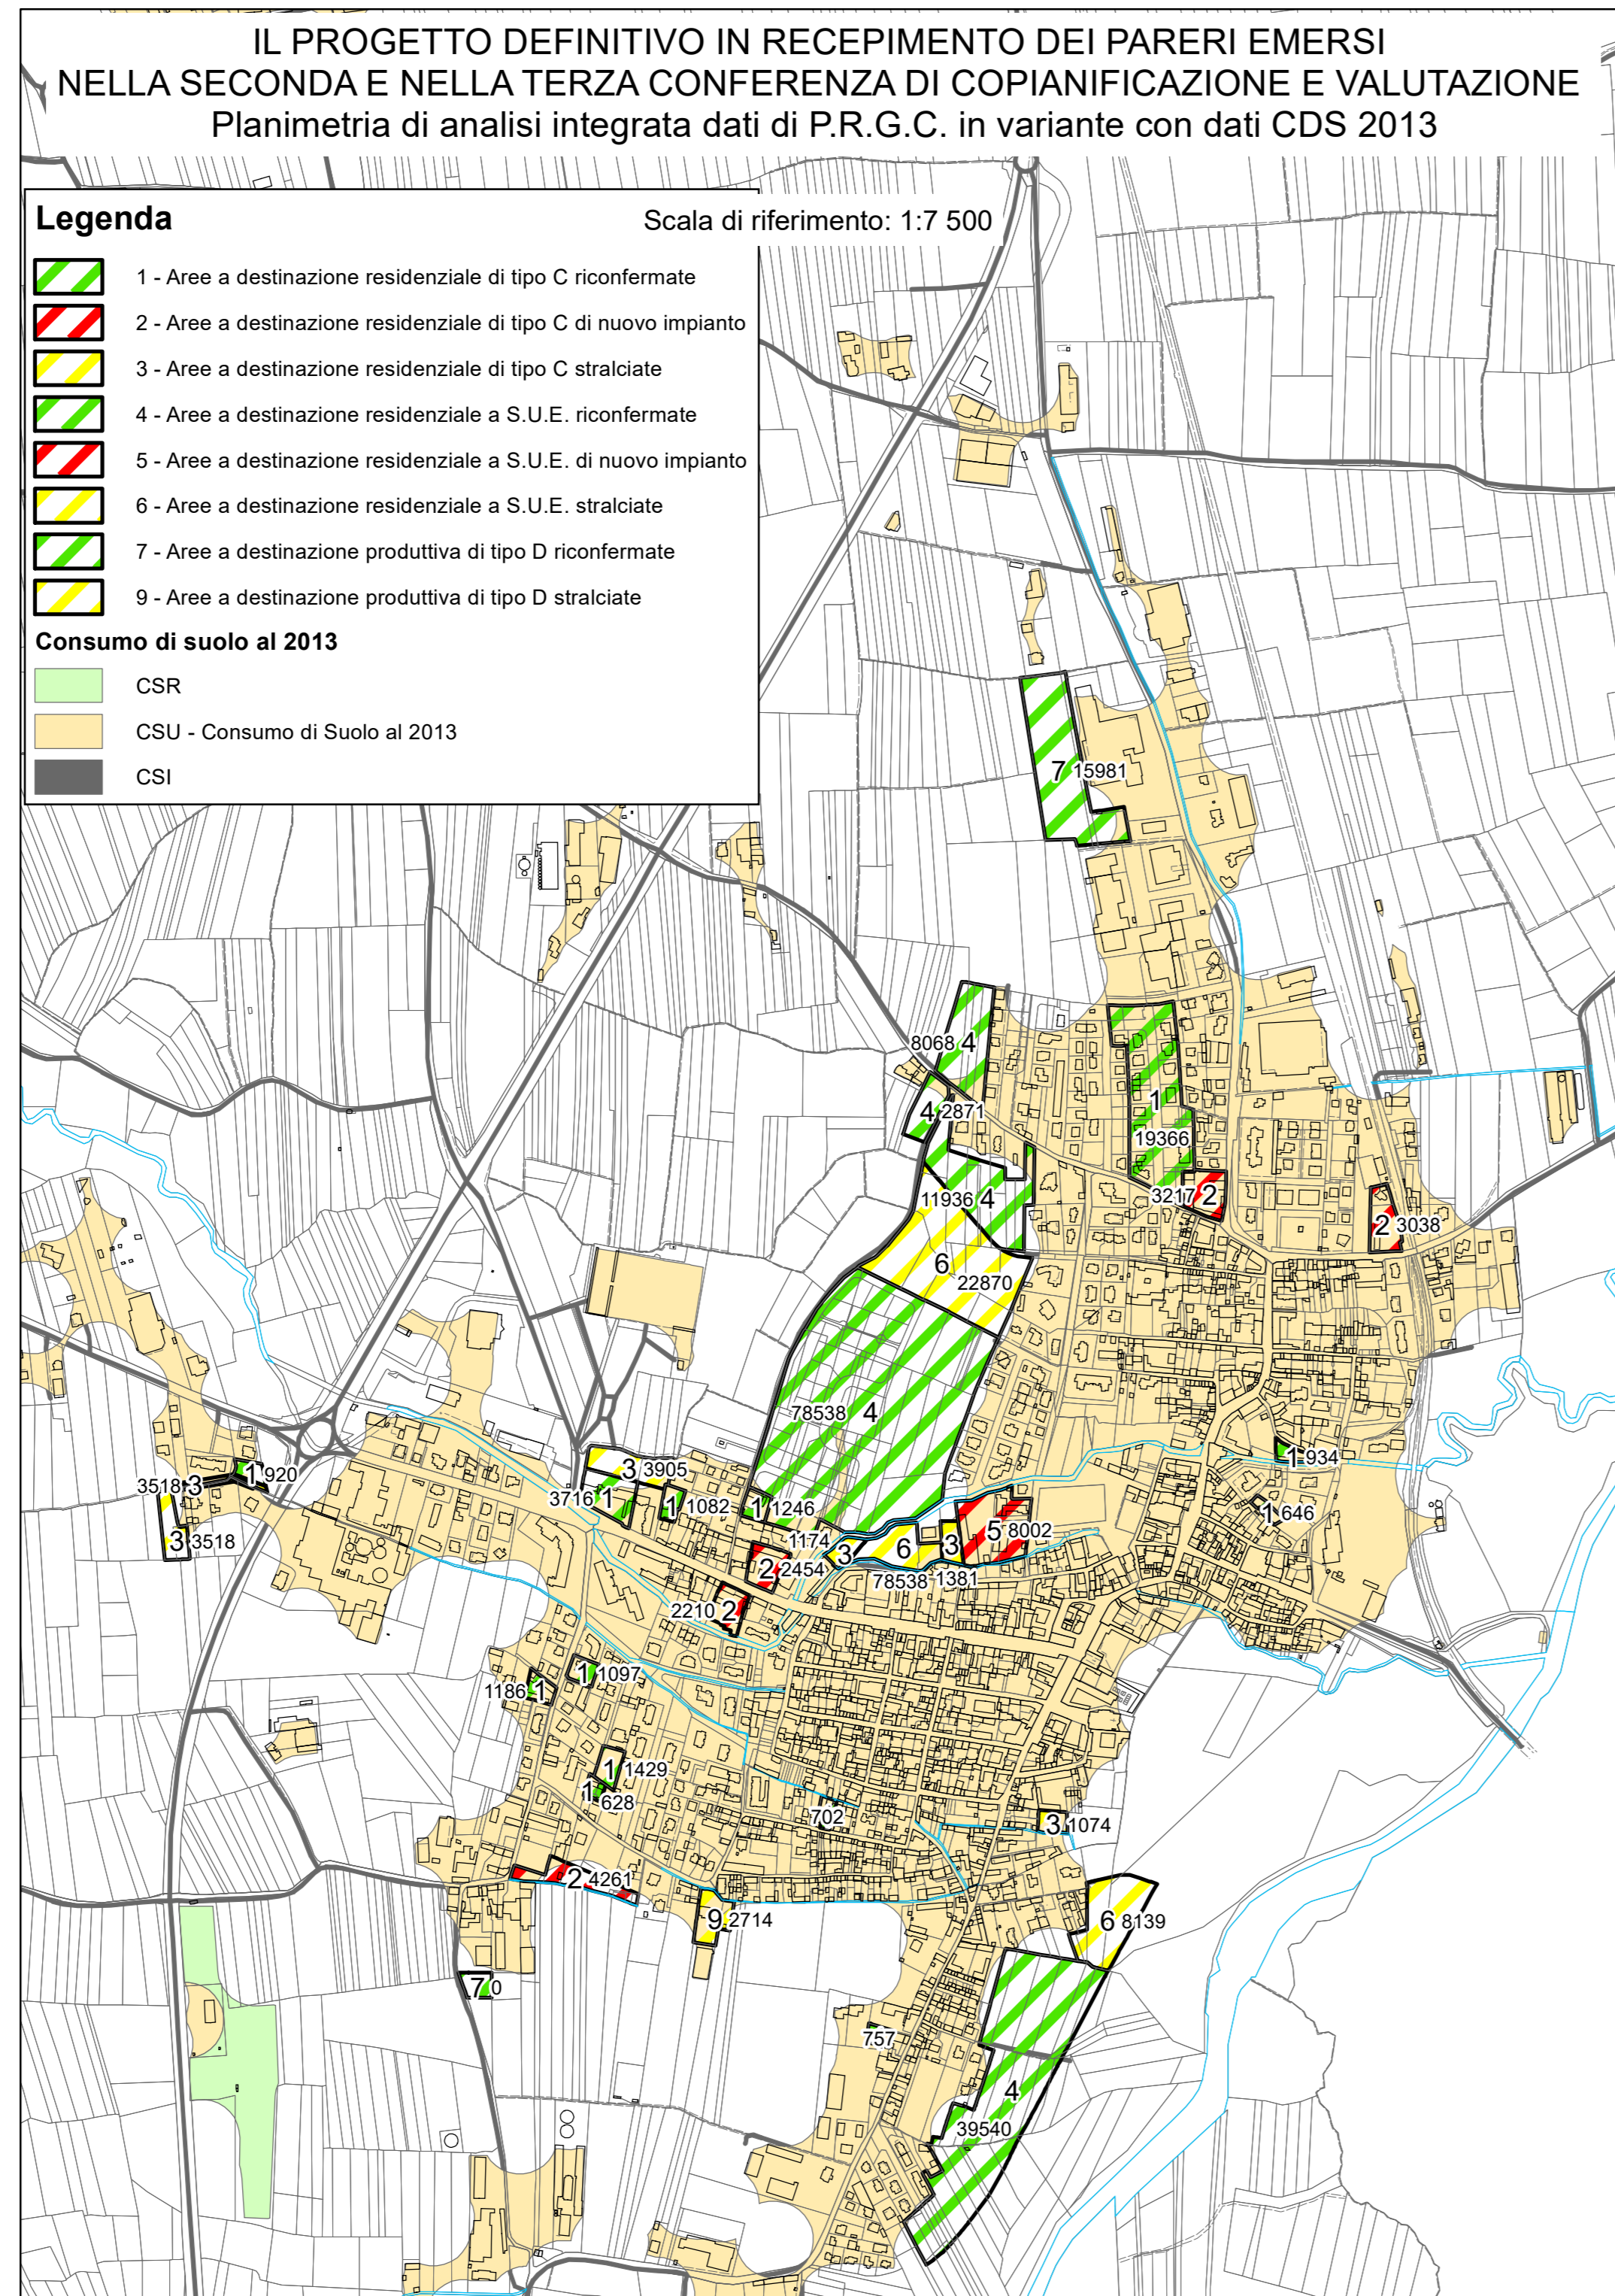 IL PROGETTO DEFINITIVO IN RECEPIMENTO DEI PARERI EMERSI
NELLA SECONDA E NELLA TERZA CONFERENZA DI COPIANIFICAZIONE E VALUTAZIONE
Planimetria di analisi integrata dati di P.R.G.C. in variante con dati CDS 2013
Legenda
Scala di riferimento: 1:7 500
1 - Aree a destinazione residenziale di tipo C riconfermate
2 - Aree a destinazione residenziale di tipo C di nuovo impianto
3 - Aree a destinazione residenziale di tipo C stralciate
4 - Aree a destinazione residenziale a S.U.E. riconfermate
5 - Aree a destinazione residenziale a S.U.E. di nuovo impianto
6 - Aree a destinazione residenziale a S.U.E. stralciate
7 - Aree a destinazione produttiva di tipo D riconfermate
9 - Aree a destinazione produttiva di tipo D stralciate
Consumo di suolo al 2013
CSR
CSU - Consumo di Suolo al 2013
CSI
7 15981
8068 4
4 2871
1
19366
11936 4
3217 2
2 3038
6
22870
78538 4
1 934
3 3905
1 920
3518 3
3716 1
1 1082
1 1246
1 646
3 3518
1174
3
6
3
5 8002
2 2454
78538 1381
2210 2
1 1097
1186 1
1 1429
1 628
702
3 1074
2 4261
9 2714
6 8139
7 0
757
4
39540